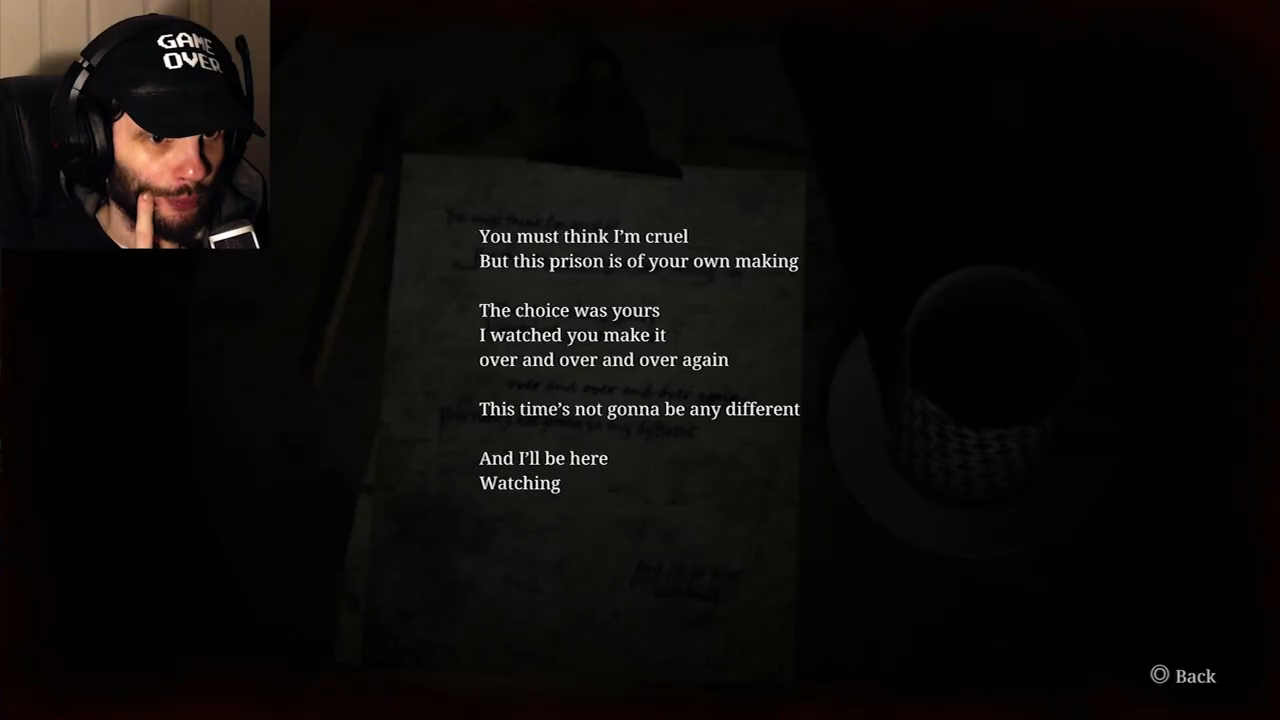 GAME
OVER
You must think I’m cruel
But this prison is of your own making
The choice was yours
I watched you make it
over and over and over again
This time’s not gonna be any different
And I’ll be here
Watching
Back